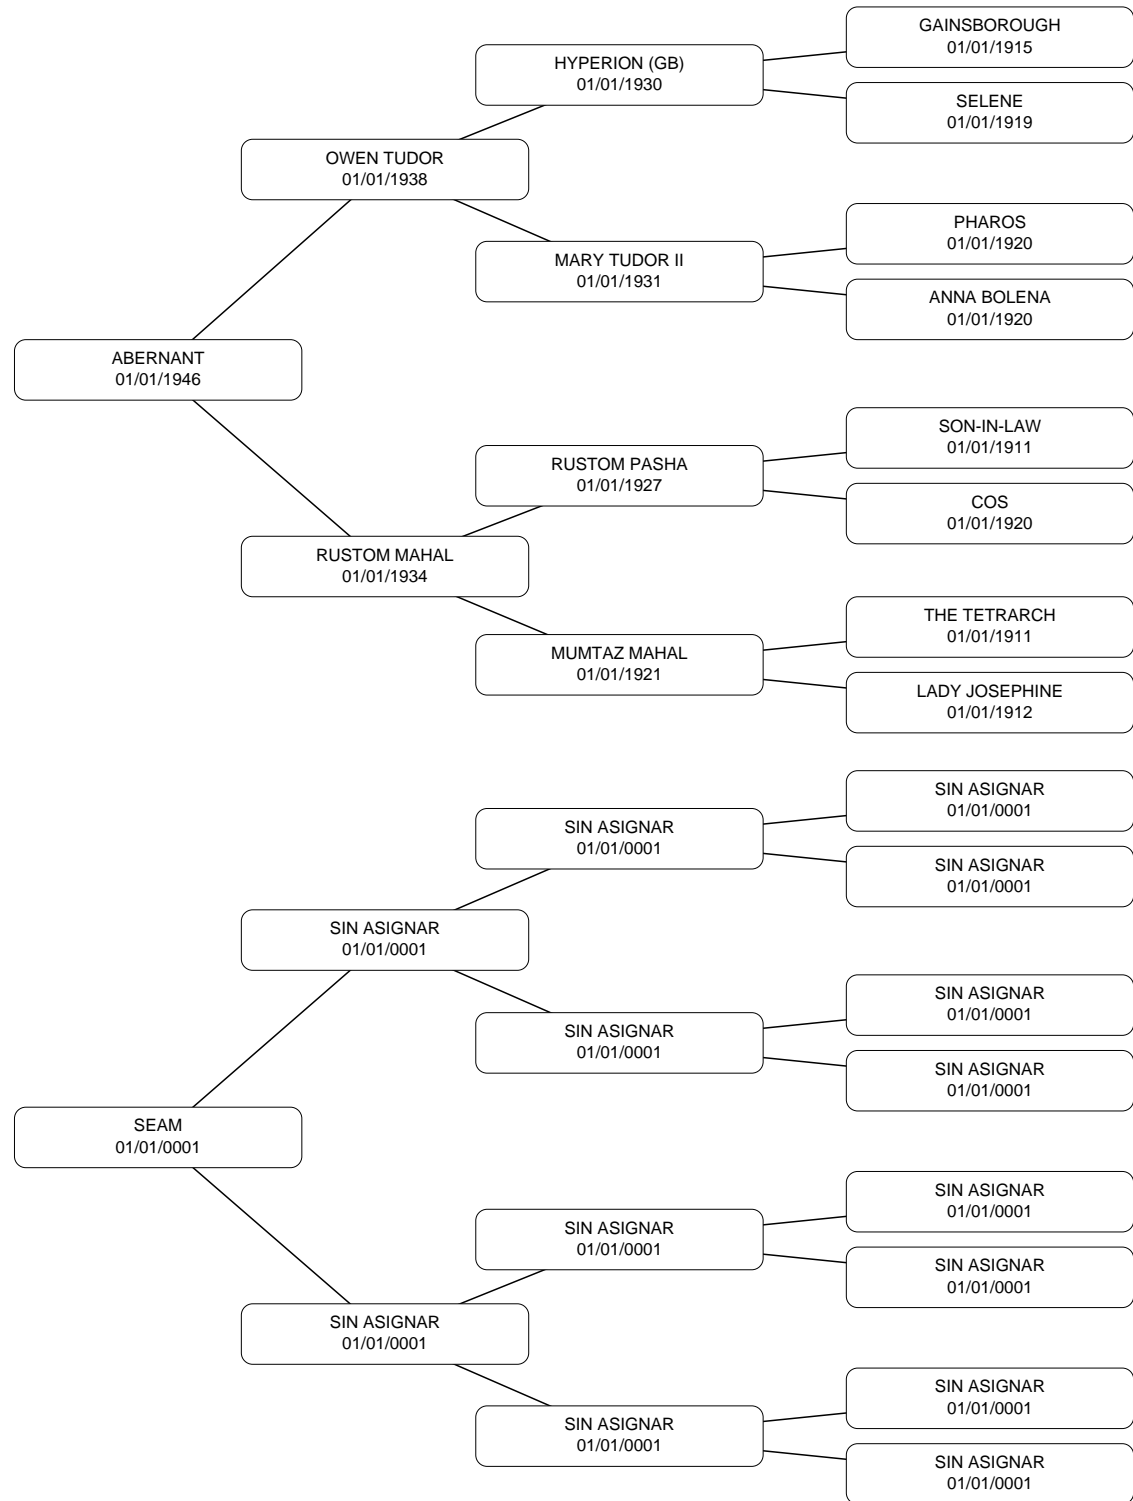 GAINSBOROUGH
01/01/1915
HYPERION (GB)
01/01/1930
SELENE
01/01/1919
OWEN TUDOR
01/01/1938
PHAROS
01/01/1920
MARY TUDOR II
01/01/1931
ANNA BOLENA
01/01/1920
ABERNANT
01/01/1946
SON-IN-LAW
01/01/1911
RUSTOM PASHA
01/01/1927
COS
01/01/1920
RUSTOM MAHAL
01/01/1934
THE TETRARCH
01/01/1911
MUMTAZ MAHAL
01/01/1921
LADY JOSEPHINE
01/01/1912
SIN ASIGNAR
01/01/0001
SIN ASIGNAR
01/01/0001
SIN ASIGNAR
01/01/0001
SIN ASIGNAR
01/01/0001
SIN ASIGNAR
01/01/0001
SIN ASIGNAR
01/01/0001
SIN ASIGNAR
01/01/0001
SEAM
01/01/0001
SIN ASIGNAR
01/01/0001
SIN ASIGNAR
01/01/0001
SIN ASIGNAR
01/01/0001
SIN ASIGNAR
01/01/0001
SIN ASIGNAR
01/01/0001
SIN ASIGNAR
01/01/0001
SIN ASIGNAR
01/01/0001